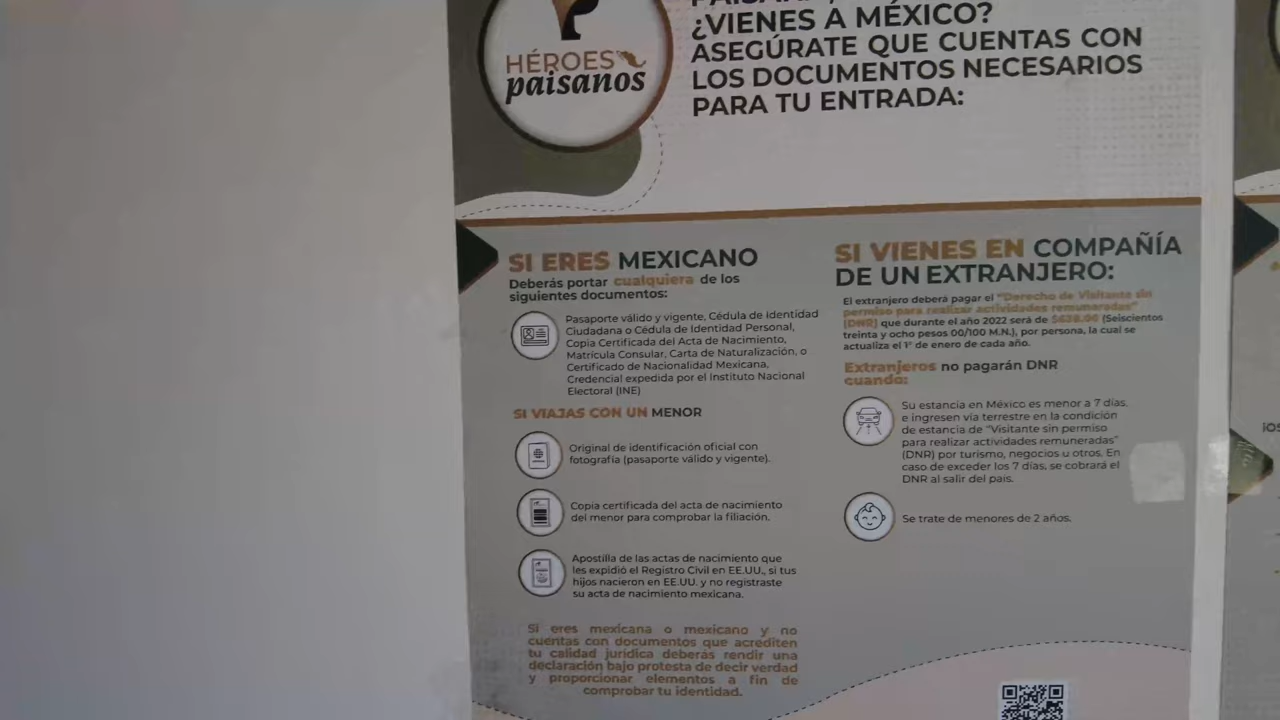 HÉROES
paisanos
¿VIENES A MÉXICO?
ASEGÚRATE QUE CUENTAS CON
LOS DOCUMENTOS NECESARIOS
PARA TU ENTRADA:
SI ERES MEXICANO
Deberás portar cualquiera de los
siguientes documentos:
Pasaporte válido y vigente, Cédula de Identidad
Ciudadana o Cédula de Identidad Personal,
Copia Certificada del Acta de Nacimiento,
Matrícula Consular, Carta de Naturalización, o
Certificado de Nacionalidad Mexicana,
Credencial expedida por el Instituto Nacional
Electoral (INE)
SI VIAJAS CON UN MENOR
Original de identificación oficial con
fotografía (pasaporte válido y vigente).
Copia certificada del acta de nacimiento
del menor para comprobar la filiación.
Apostilla de las actas de nacimiento que
les expidió el Registro Civil en EE.UU., si tus
hijos nacieron en EE.UU. y no registraste
su acta de nacimiento mexicana.
Si eres mexicana o mexicano y no
cuentas con documentos que acrediten
tu calidad jurídica deberás rendir una
declaración bajo protesta de decir verdad
y proporcionar elementos a fin de
comprobar tu identidad.
SI VIENES EN COMPAÑÍA
DE UN EXTRANJERO:
El extranjero deberá pagar el "Derecho de Visitante sin
permiso para realizar actividades remuneradas"
(DNR) que durante el año 2022 será de $638.00 (Seiscientos
treinta y ocho pesos 00/100 M.N.), por persona, la cual se
actualiza el 1° de enero de cada año.
Extranjeros no pagarán DNR
cuando:
Su estancia en México es menor a 7 días,
e ingresen vía terrestre en la condición
de estancia de "Visitante sin permiso
para realizar actividades remuneradas"
(DNR) por turismo, negocios u otros. En
caso de exceder los 7 días, se cobrará el
DNR al salir del país.
Se trate de menores de 2 años.